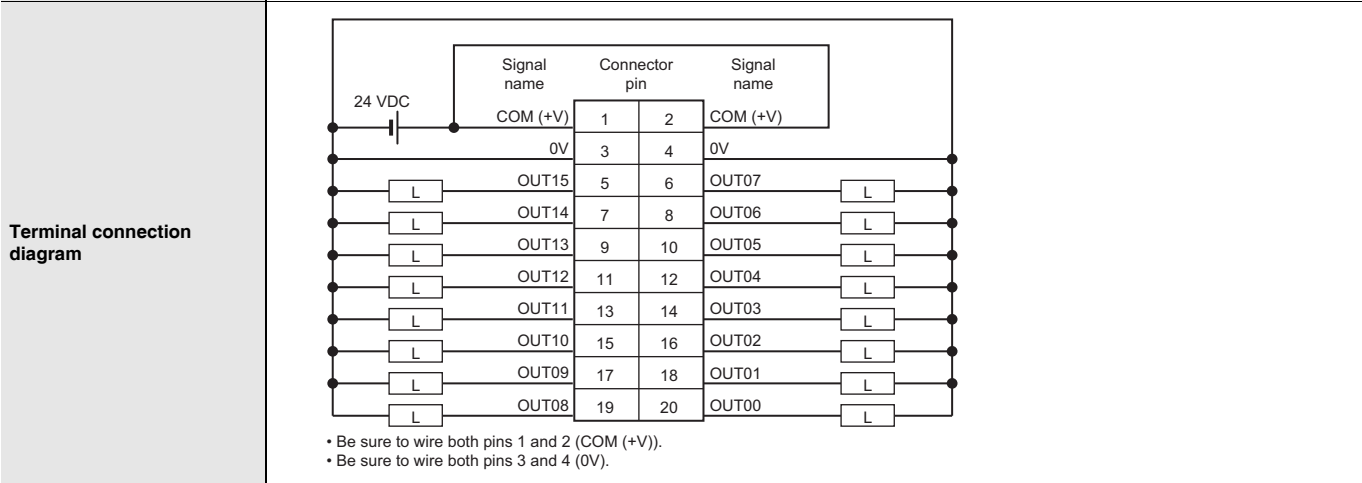 Terminal connection
diagram
Signal name Connector pin Signal name
24 VDC
COM (+V) 1 2 COM (+V)
0V 3 4 0V
L OUT15 5 6 OUT07 L
L OUT14 7 8 OUT06 L
L OUT13 9 10 OUT05 L
L OUT12 11 12 OUT04 L
L OUT11 13 14 OUT03 L
L OUT10 15 16 OUT02 L
L OUT09 17 18 OUT01 L
L OUT08 19 20 OUT00 L
• Be sure to wire both pins 1 and 2 (COM (+V)).
• Be sure to wire both pins 3 and 4 (0V).